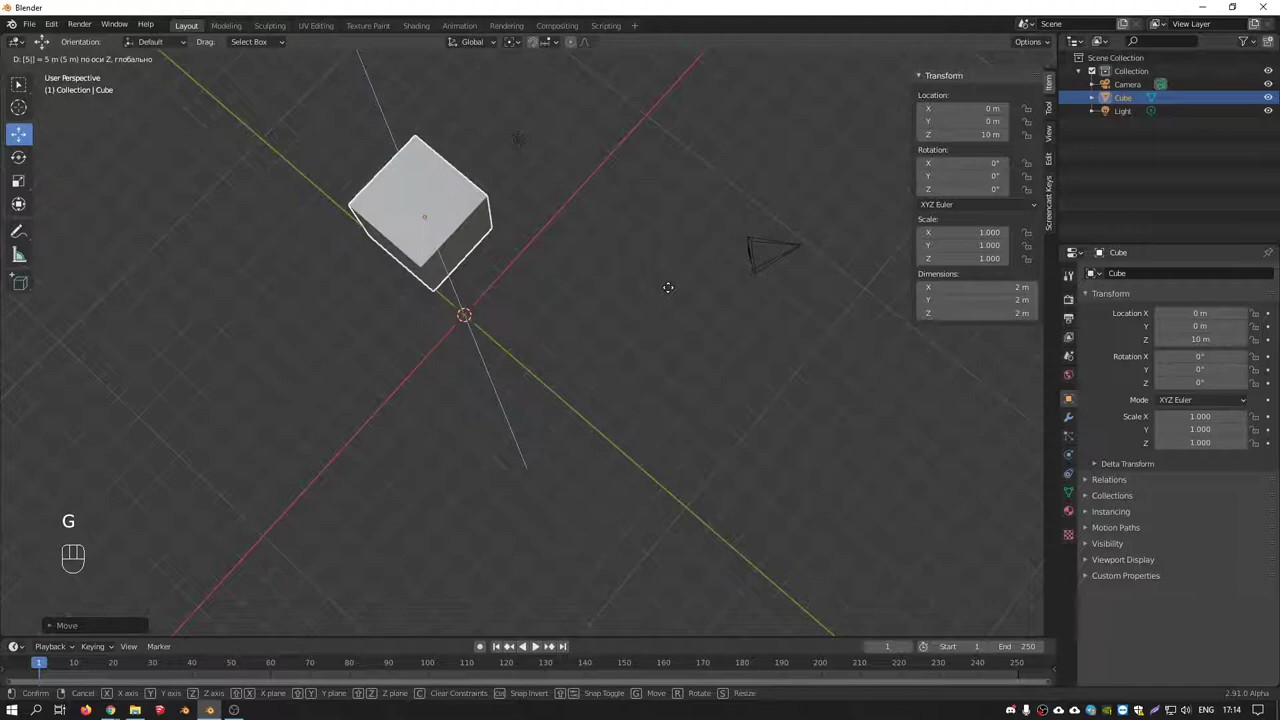 Blender
File Edit Render Window Help Layout Modeling Sculpting UV Editing Texture Paint Shading Animation Rendering Compositing Scripting + Scene View Layer
Orientation: Default Drag: Select Box Global Options
D: [5|] = 5 m (5 m) по оси Z, глобально
User Perspective
(1) Collection | Cube
Transform
Location:
X 0 m
Y 0 m
Z 10 m
Rotation:
X 0°
Y 0°
Z 0°
XYZ Euler
Scale:
X 1.000
Y 1.000
Z 1.000
Dimensions:
X 2 m
Y 2 m
Z 2 m
Item
Tool
View
Edit
Screencast Keys
Scene Collection
Collection
Camera
Cube
Light
Cube
Cube
Transform
Location X 0 m
Y 0 m
Z 10 m
Rotation X 0°
Y 0°
Z 0°
Mode XYZ Euler
Scale X 1.000
Y 1.000
Z 1.000
Delta Transform
Relations
Collections
Instancing
Motion Paths
Visibility
Viewport Display
Custom Properties
G
Move
Playback Keying View Marker 1 Start 1 End 250
1 10 20 30 40 50 60 70 80 90 100 110 120 130 140 150 160 170 180 190 200 210 220 230 240 250
Confirm Cancel X X axis Y Y axis Z Z axis X X plane Y Y plane Z Z plane C Clear Constraints Snap Invert Snap Toggle G Move R Rotate S Resize 2.91.0 Alpha
ENG 17:14